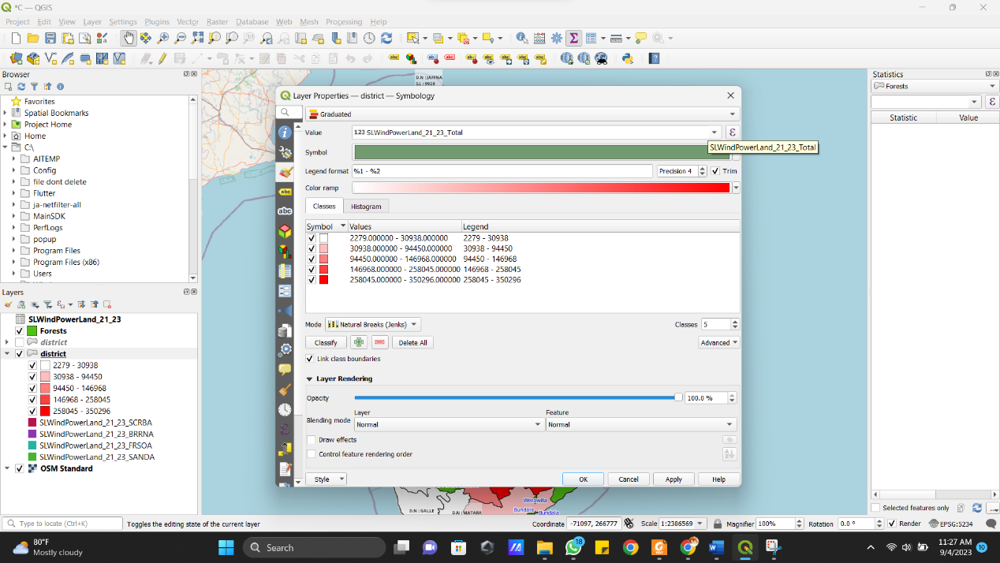 *C — QGIS
Project Edit View Layer Settings Plugins Vector Raster Database Web Mesh Processing Help
Browser
Favorites
Spatial Bookmarks
Project Home
Home
C:\
AITEMP
Config
file dont delete
Flutter
ja-netfilter-all
MainSDK
PerfLogs
popup
Program Files
Program Files (x86)
Users
Layers
SLWindPowerLand_21_23
Forests
district
district
2279 - 30938
30938 - 94450
94450 - 146968
146968 - 258045
258045 - 350296
SLWindPowerLand_21_23_SCRBA
SLWindPowerLand_21_23_BRRNA
SLWindPowerLand_21_23_FRSOA
SLWindPowerLand_21_23_SANDA
OSM Standard
D.N : JAFFNA
S.L : 9928
Layer Properties — district — Symbology
Graduated
Value 123 SLWindPowerLand_21_23_Total ε
SLWindPowerLand_21_23_Total
Symbol
Legend format %1 - %2 Precision 4 Trim
Color ramp
Classes Histogram
Symbol Values Legend
2279.000000 - 30938.000000 2279 - 30938
30938.000000 - 94450.000000 30938 - 94450
94450.000000 - 146968.000000 94450 - 146968
146968.000000 - 258045.000000 146968 - 258045
258045.000000 - 350296.000000 258045 - 350296
Mode Natural Breaks (Jenks) Classes 5
Classify Delete All Advanced
Link class boundaries
Layer Rendering
Opacity 100.0 %
Layer Feature
Blending mode Normal Normal
Draw effects
Control feature rendering order
Style OK Cancel Apply Help
Werawila
Bundala Bundala
D.N : GALLE D.N : MATARA
Statistics
Forests
ε
Statistic Value
Selected features only
Type to locate (Ctrl+K) Toggles the editing state of the current layer Coordinate -71097, 266777 Scale 1:2386569 Magnifier 100% Rotation 0.0 ° Render EPSG:5234
80°F
Mostly cloudy
Search
18
11:27 AM
9/4/2023
10